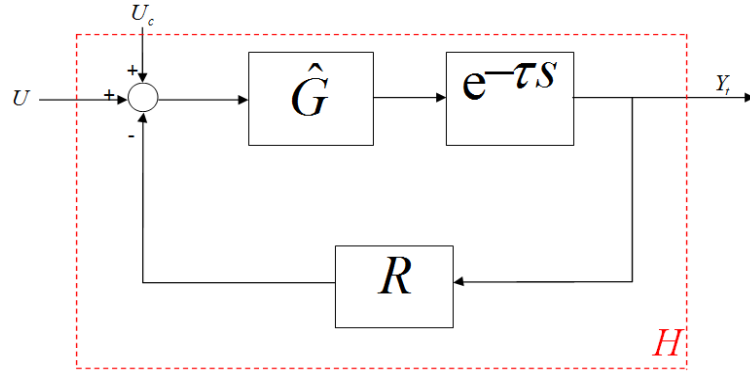 U_c
+
U
+
-
Ĝ
e^{-τs}
Y_t
R
H